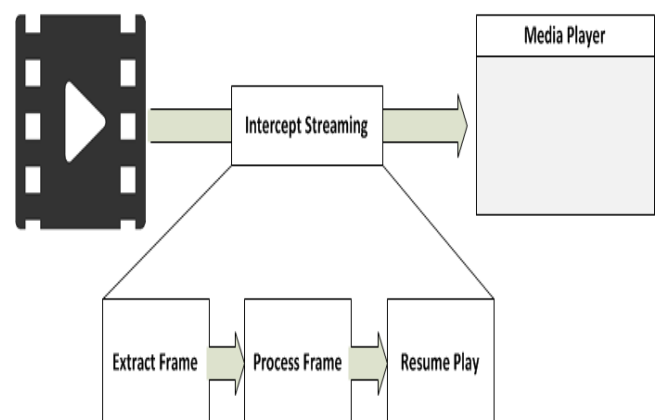 Media Player
Intercept Streaming
Extract Frame
Process Frame
Resume Play